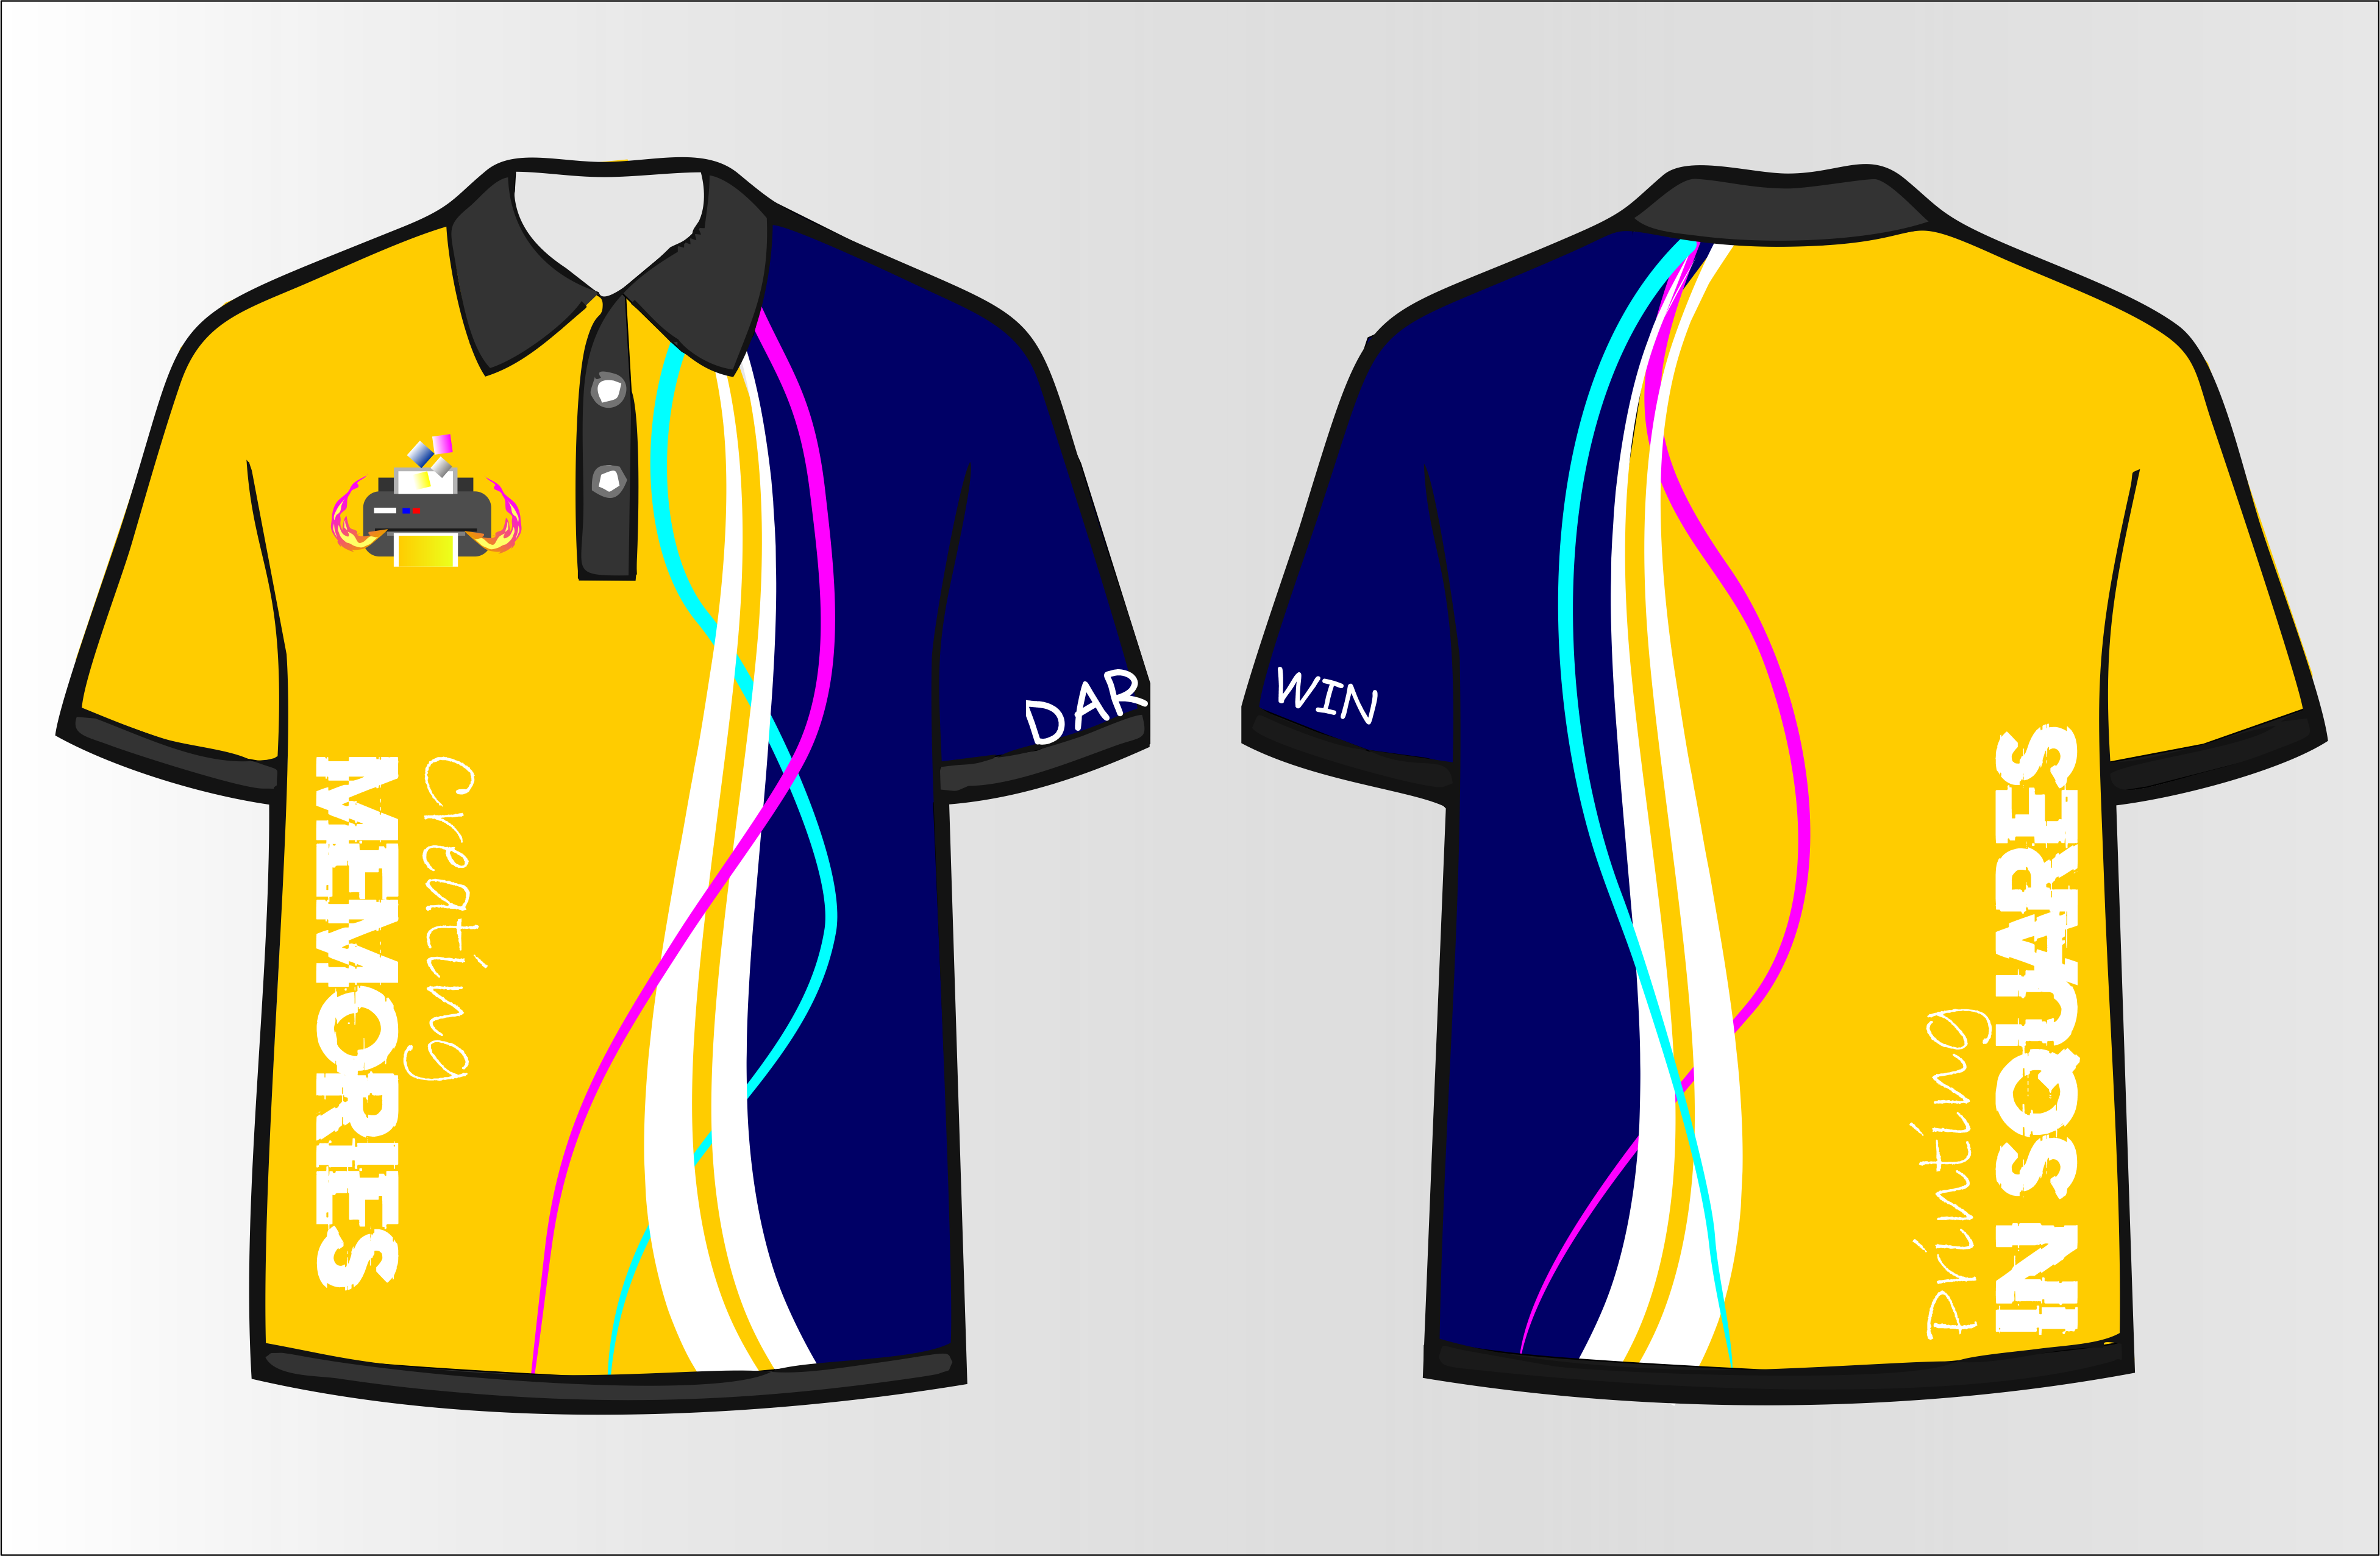 Creating
MEMORIES
DAR
WIN
Printing
IN SQUARES